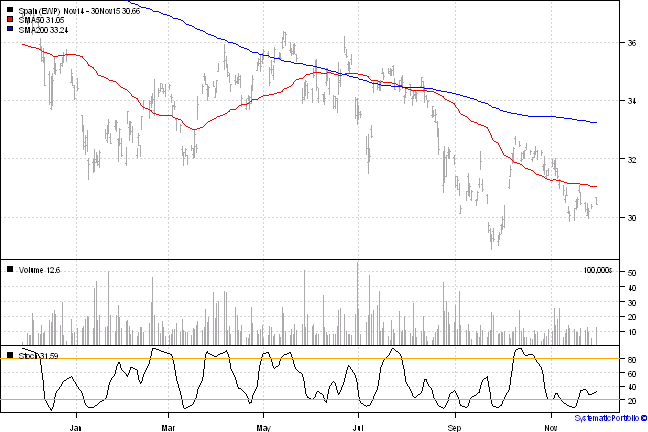 Spain (EWP) Nov14 - 30Nov15 30.66
SMA50 31.05
SMA200 33.24
36
34
32
30
Volume 12.6
100,000s
50
40
30
20
10
Stoch 31.59
80
60
40
20
Jan Mar May Jul Sep Nov
SystematicPortfolio ©